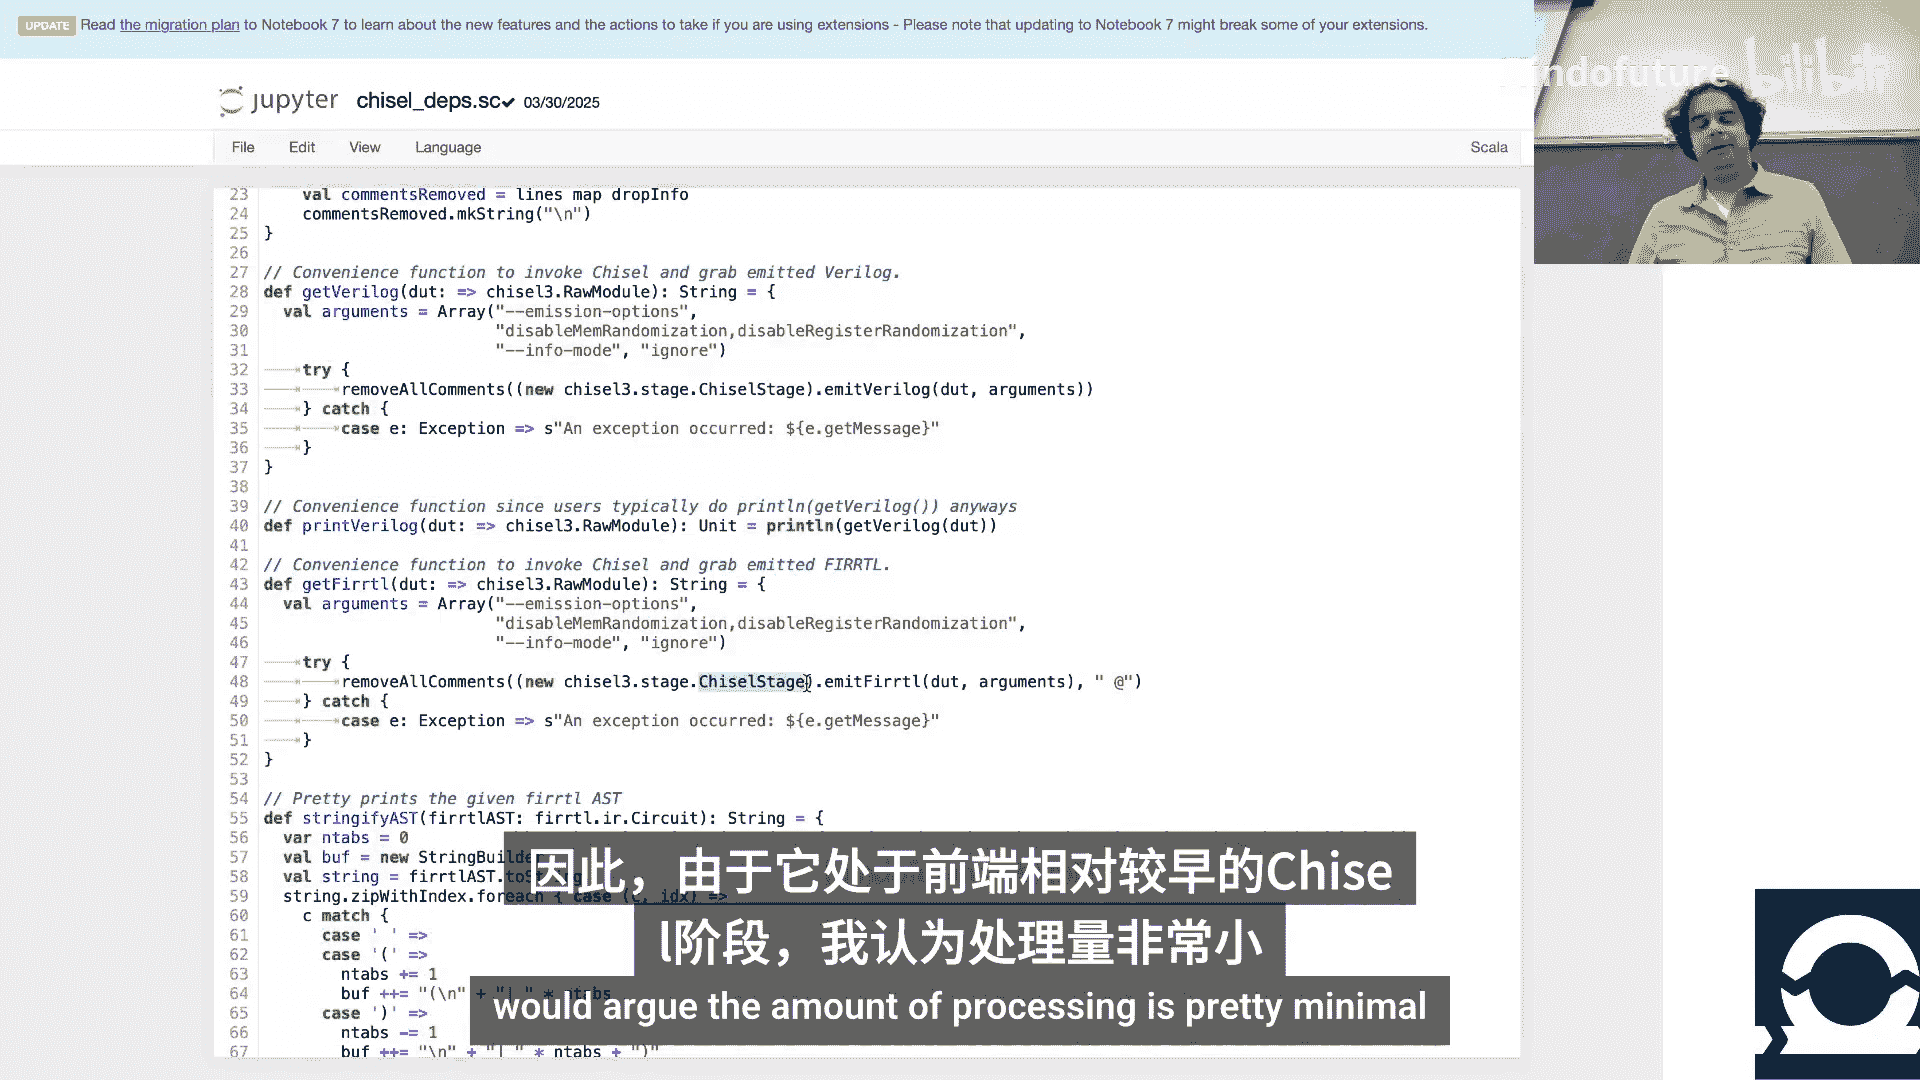 UPDATE Read the migration plan to Notebook 7 to learn about the new features and the actions to take if you are using extensions - Please note that updating to Notebook 7 might break some of your extensions.
indofuture bilibili
jupyter chisel_deps.sc✔ 03/30/2025
File Edit View Language Scala
23 val commentsRemoved = lines map dropInfo
24 commentsRemoved.mkString("\n")
25 }
26
27 // Convenience function to invoke Chisel and grab emitted Verilog.
28 def getVerilog(dut: => chisel3.RawModule): String = {
29 val arguments = Array("--emission-options",
30 "disableMemRandomization,disableRegisterRandomization",
31 "--info-mode", "ignore")
32 try {
33 removeAllComments((new chisel3.stage.ChiselStage).emitVerilog(dut, arguments))
34 } catch {
35 case e: Exception => s"An exception occurred: ${e.getMessage}"
36 }
37 }
38
39 // Convenience function since users typically do println(getVerilog()) anyways
40 def printVerilog(dut: => chisel3.RawModule): Unit = println(getVerilog(dut))
41
42 // Convenience function to invoke Chisel and grab emitted FIRRTL.
43 def getFirrtl(dut: => chisel3.RawModule): String = {
44 val arguments = Array("--emission-options",
45 "disableMemRandomization,disableRegisterRandomization",
46 "--info-mode", "ignore")
47 try {
48 removeAllComments((new chisel3.stage.ChiselStage).emitFirrtl(dut, arguments), " @")
49 } catch {
50 case e: Exception => s"An exception occurred: ${e.getMessage}"
51 }
52 }
53
54 // Pretty prints the given firrtl AST
55 def stringifyAST(firrtlAST: firrtl.ir.Circuit): String = {
56 var ntabs = 0
57 val buf = new StringBuilder
58 val string = firrtlAST.toString
59 string.zipWithIndex.foreach { case (c, idx) =>
60 c match {
61 case ' ' =>
62 case '(' =>
63 ntabs += 1
64 buf ++= "(\n" + "| " * ntabs
65 case ')' =>
66 ntabs -= 1
67 buf ++= "\n" + "| " * ntabs + ")"
因此，由于它处于前端相对较早的Chise
l阶段，我认为处理量非常小
would argue the amount of processing is pretty minimal